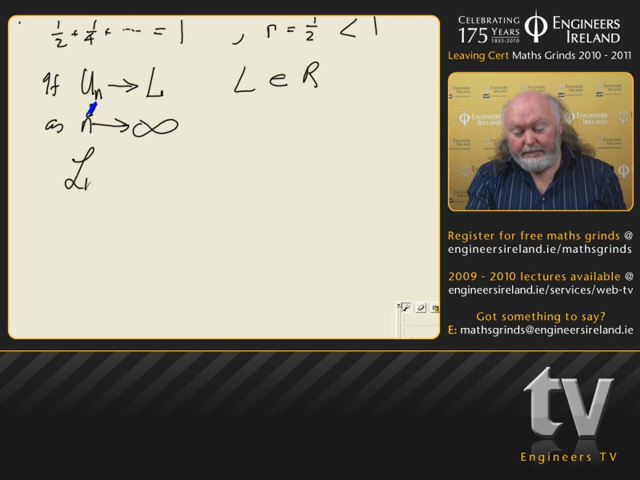 1/2 + 1/4 + --- = 1 , r = 1/2 < 1
If Un → L L ∈ R
as n → ∞
Li
CELEBRATING
175 YEARS
1835-2010
ENGINEERS
IRELAND
Leaving Cert Maths Grinds 2010 - 2011
Register for free maths grinds @
engineersireland.ie/mathsgrinds
2009 - 2010 lectures available @
engineersireland.ie/services/web-tv
Got something to say?
E: mathsgrinds@engineersireland.ie
tv
Engineers TV